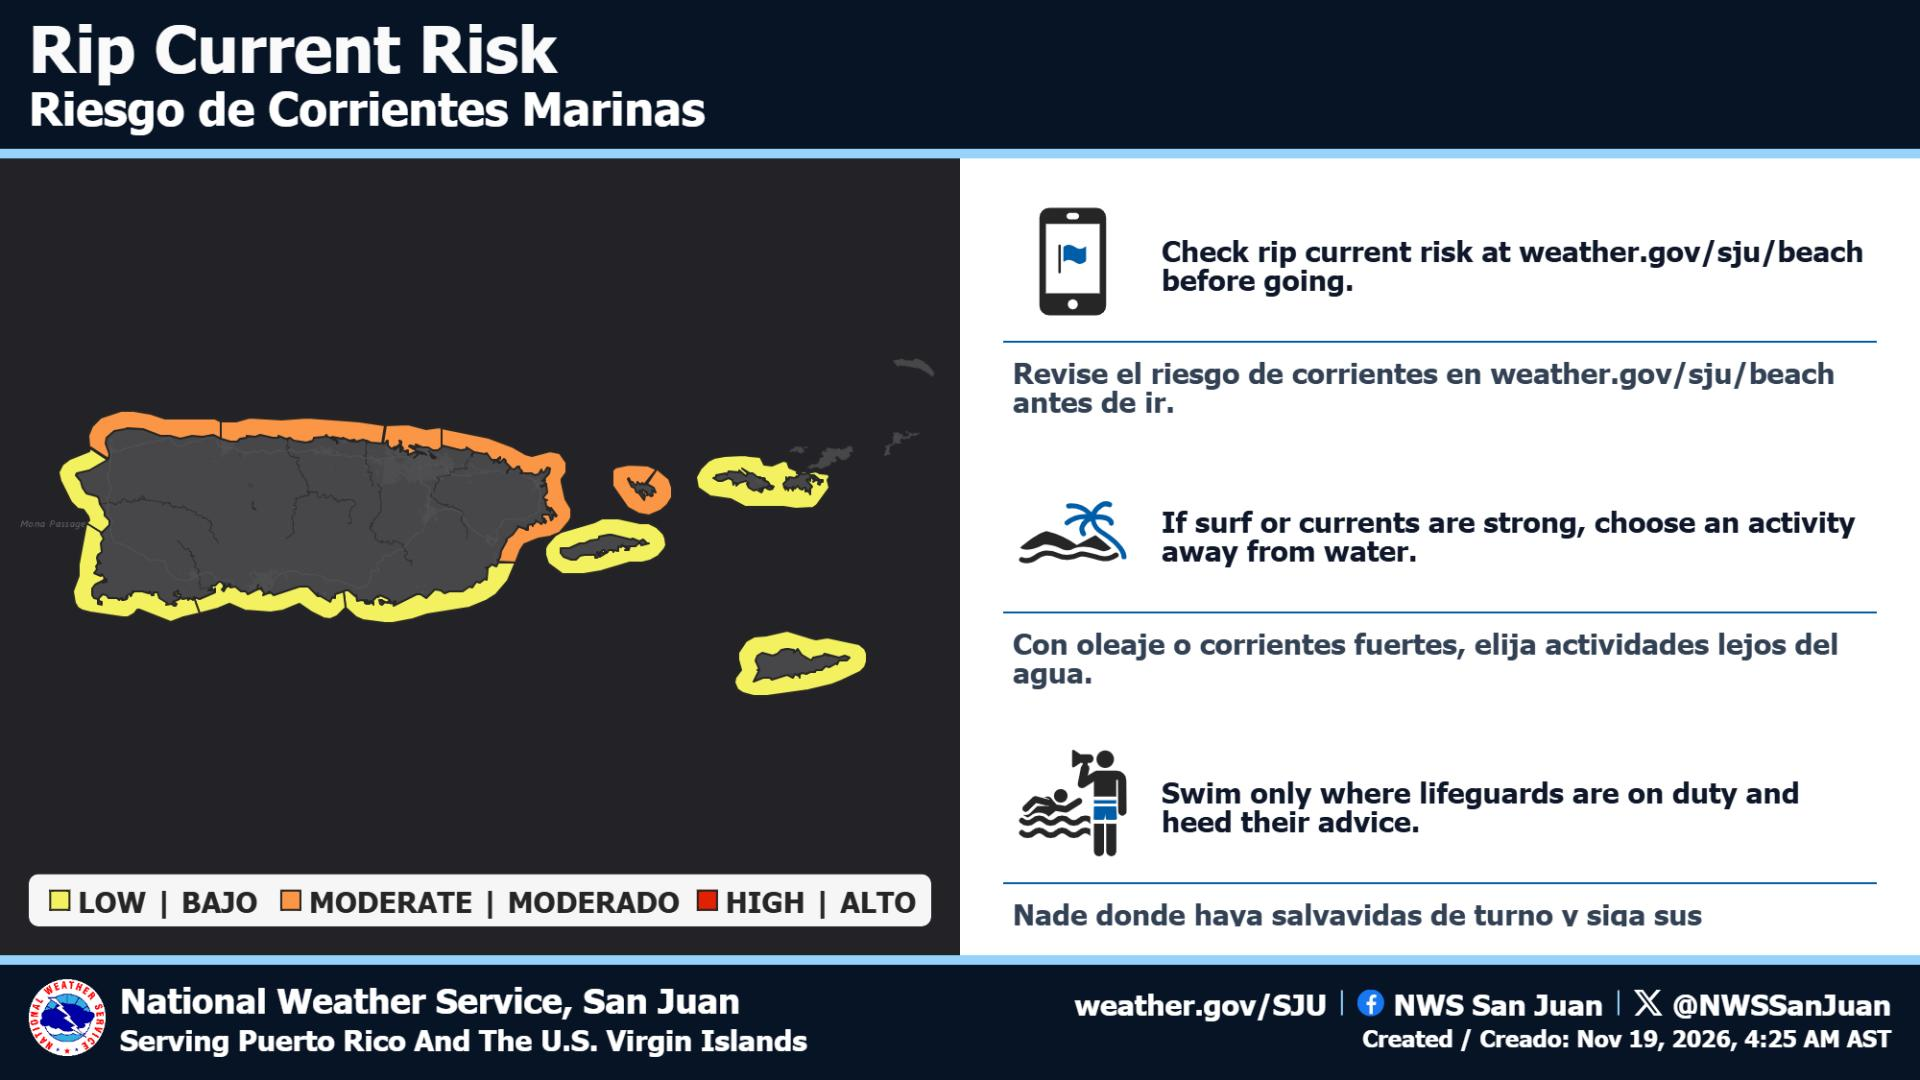 Rip Current Risk
Riesgo de Corrientes Marinas
Mona Passage
LOW | BAJO MODERATE | MODERADO HIGH | ALTO
Check rip current risk at weather.gov/sju/beach
before going.
Revise el riesgo de corrientes en weather.gov/sju/beach
antes de ir.
If surf or currents are strong, choose an activity
away from water.
Con oleaje o corrientes fuertes, elija actividades lejos del
agua.
Swim only where lifeguards are on duty and
heed their advice.
Nade donde haya salvavidas de turno y siga sus
NATIONAL WEATHER SERVICE
National Weather Service, San Juan
Serving Puerto Rico And The U.S. Virgin Islands
weather.gov/SJU | NWS San Juan | @NWSSanJuan
Created / Creado: Nov 19, 2026, 4:25 AM AST